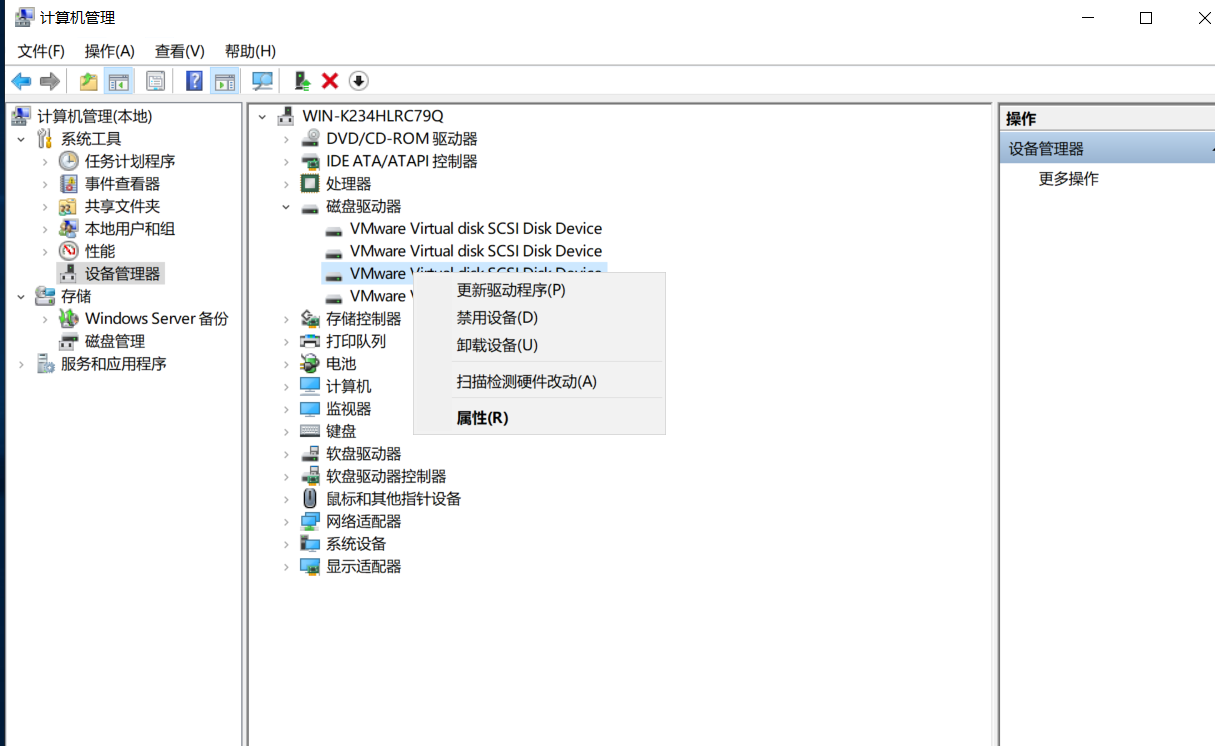 计算机管理
文件(F) 操作(A) 查看(V) 帮助(H)
计算机管理(本地)
系统工具
任务计划程序
事件查看器
共享文件夹
本地用户和组
性能
设备管理器
存储
Windows Server 备份
磁盘管理
服务和应用程序
WIN-K234HLRC79Q
DVD/CD-ROM 驱动器
IDE ATA/ATAPI 控制器
处理器
磁盘驱动器
VMware Virtual disk SCSI Disk Device
VMware Virtual disk SCSI Disk Device
VMware Virtual disk SCSI Disk Device
VMware
存储控制器
打印队列
电池
计算机
监视器
键盘
软盘驱动器
软盘驱动器控制器
鼠标和其他指针设备
网络适配器
系统设备
显示适配器
更新驱动程序(P)
禁用设备(D)
卸载设备(U)
扫描检测硬件改动(A)
属性(R)
操作
设备管理器
更多操作